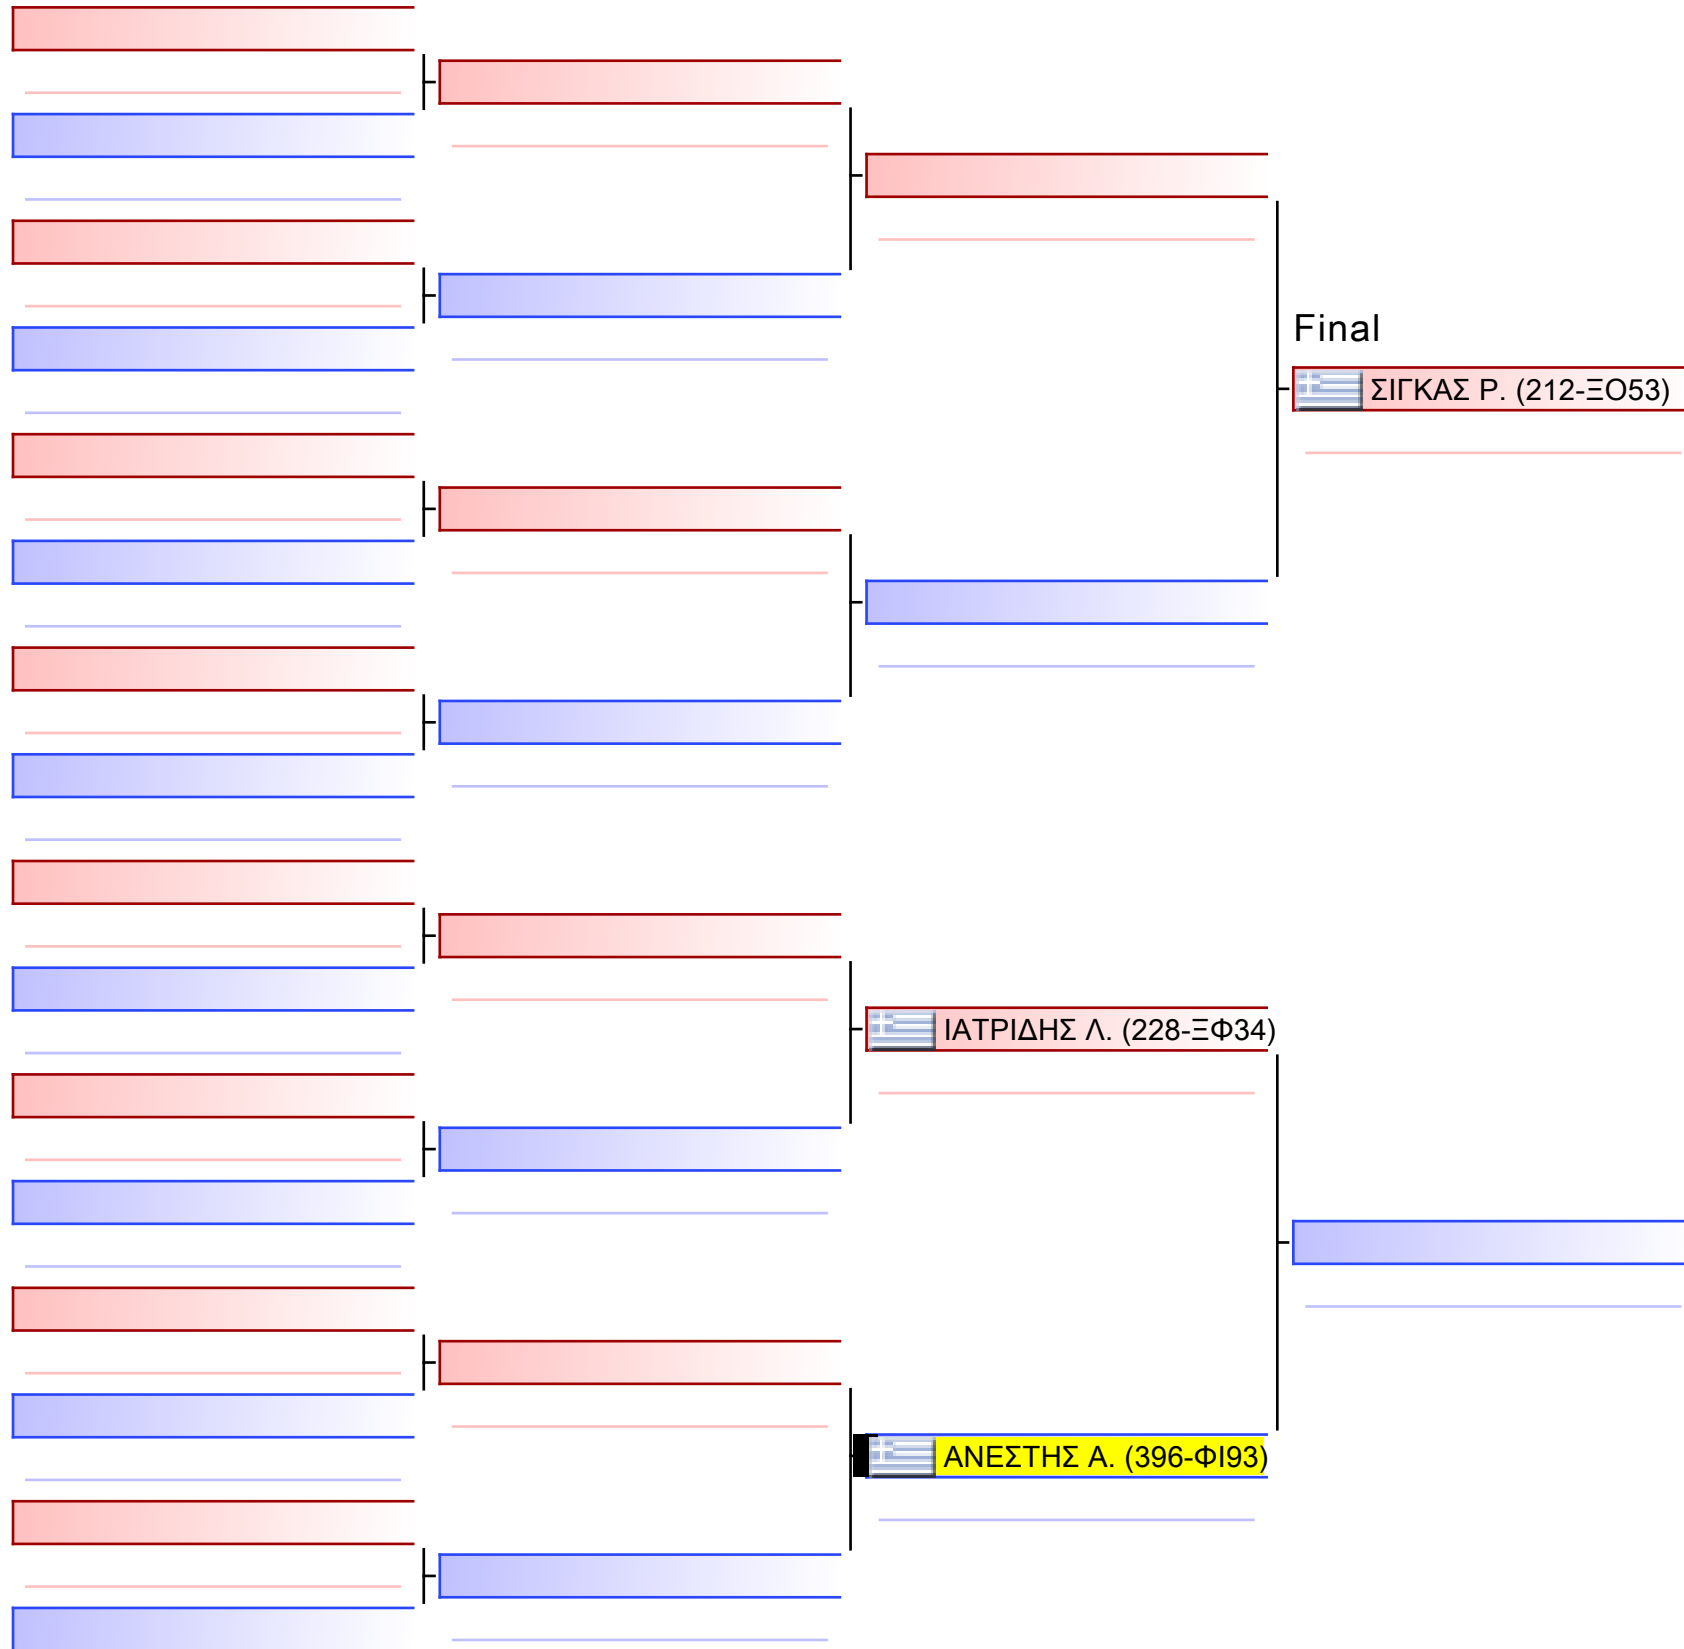 Final
ΣΙΓΚΑΣ Ρ. (212-ΞΟ53)
ΙΑΤΡΙΔΗΣ Λ. (228-ΞΦ34)
ΑΝΕΣΤΗΣ Α. (396-ΦΙ93)